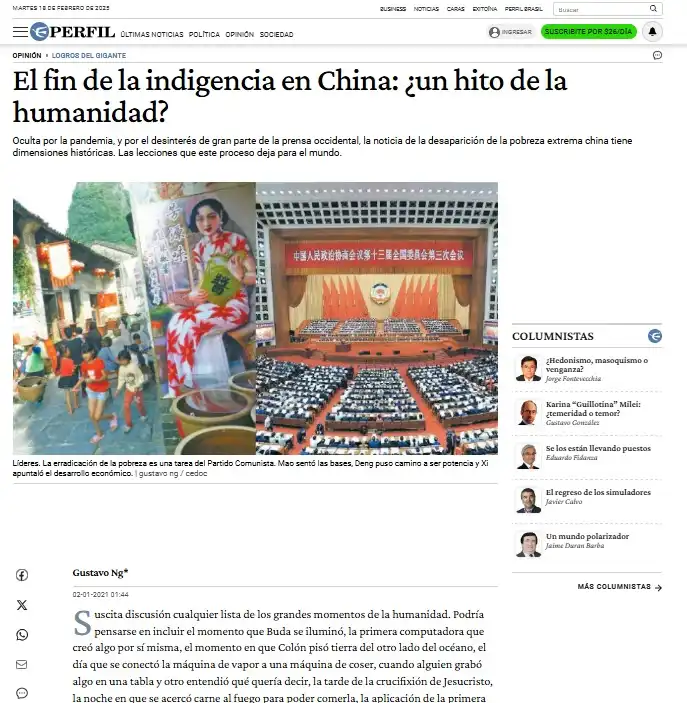 MARTES 18 DE FEBRERO DE 2025
BUSINESS NOTICIAS CARAS EXITOÍNA PERFIL BRASIL
Buscar
PERFIL ÚLTIMAS NOTICIAS POLÍTICA OPINIÓN SOCIEDAD
INGRESAR
SUSCRIBITE POR $26/DÍA
OPINIÓN • LOGROS DEL GIGANTE
El fin de la indigencia en China: ¿un hito de la
humanidad?
Oculta por la pandemia, y por el desinterés de gran parte de la prensa occidental, la noticia de la desaparición de la pobreza extrema china tiene
dimensiones históricas. Las lecciones que este proceso deja para el mundo.
中国人民政治协商会议第十三届全国委员会第三次会议
Líderes. La erradicación de la pobreza es una tarea del Partido Comunista. Mao sentó las bases, Deng puso camino a ser potencia y Xi
apuntaló el desarrollo económico. | gustavo ng / cedoc
COLUMNISTAS
¿Hedonismo, masoquismo o
venganza?
Jorge Fontevecchia
Karina “Guillotina” Milei:
¿temeridad o temor?
Gustavo González
Se los están llevando puestos
Eduardo Fidanza
El regreso de los simuladores
Javier Calvo
Un mundo polarizador
Jaime Duran Barba
MÁS COLUMNISTAS →
Gustavo Ng*
02-01-2021 01:44
Suscita discusión cualquier lista de los grandes momentos de la humanidad. Podría
pensarse en incluir el momento que Buda se iluminó, la primera computadora que
creó algo por sí misma, el momento en que Colón pisó tierra del otro lado del océano, el
día que se conectó la máquina de vapor a una máquina de coser, cuando alguien grabó
algo en una tabla y otro entendió qué quería decir, la tarde de la crucifixión de Jesucristo,
la noche en que se acercó carne al fuego para poder comerla, la aplicación de la primera